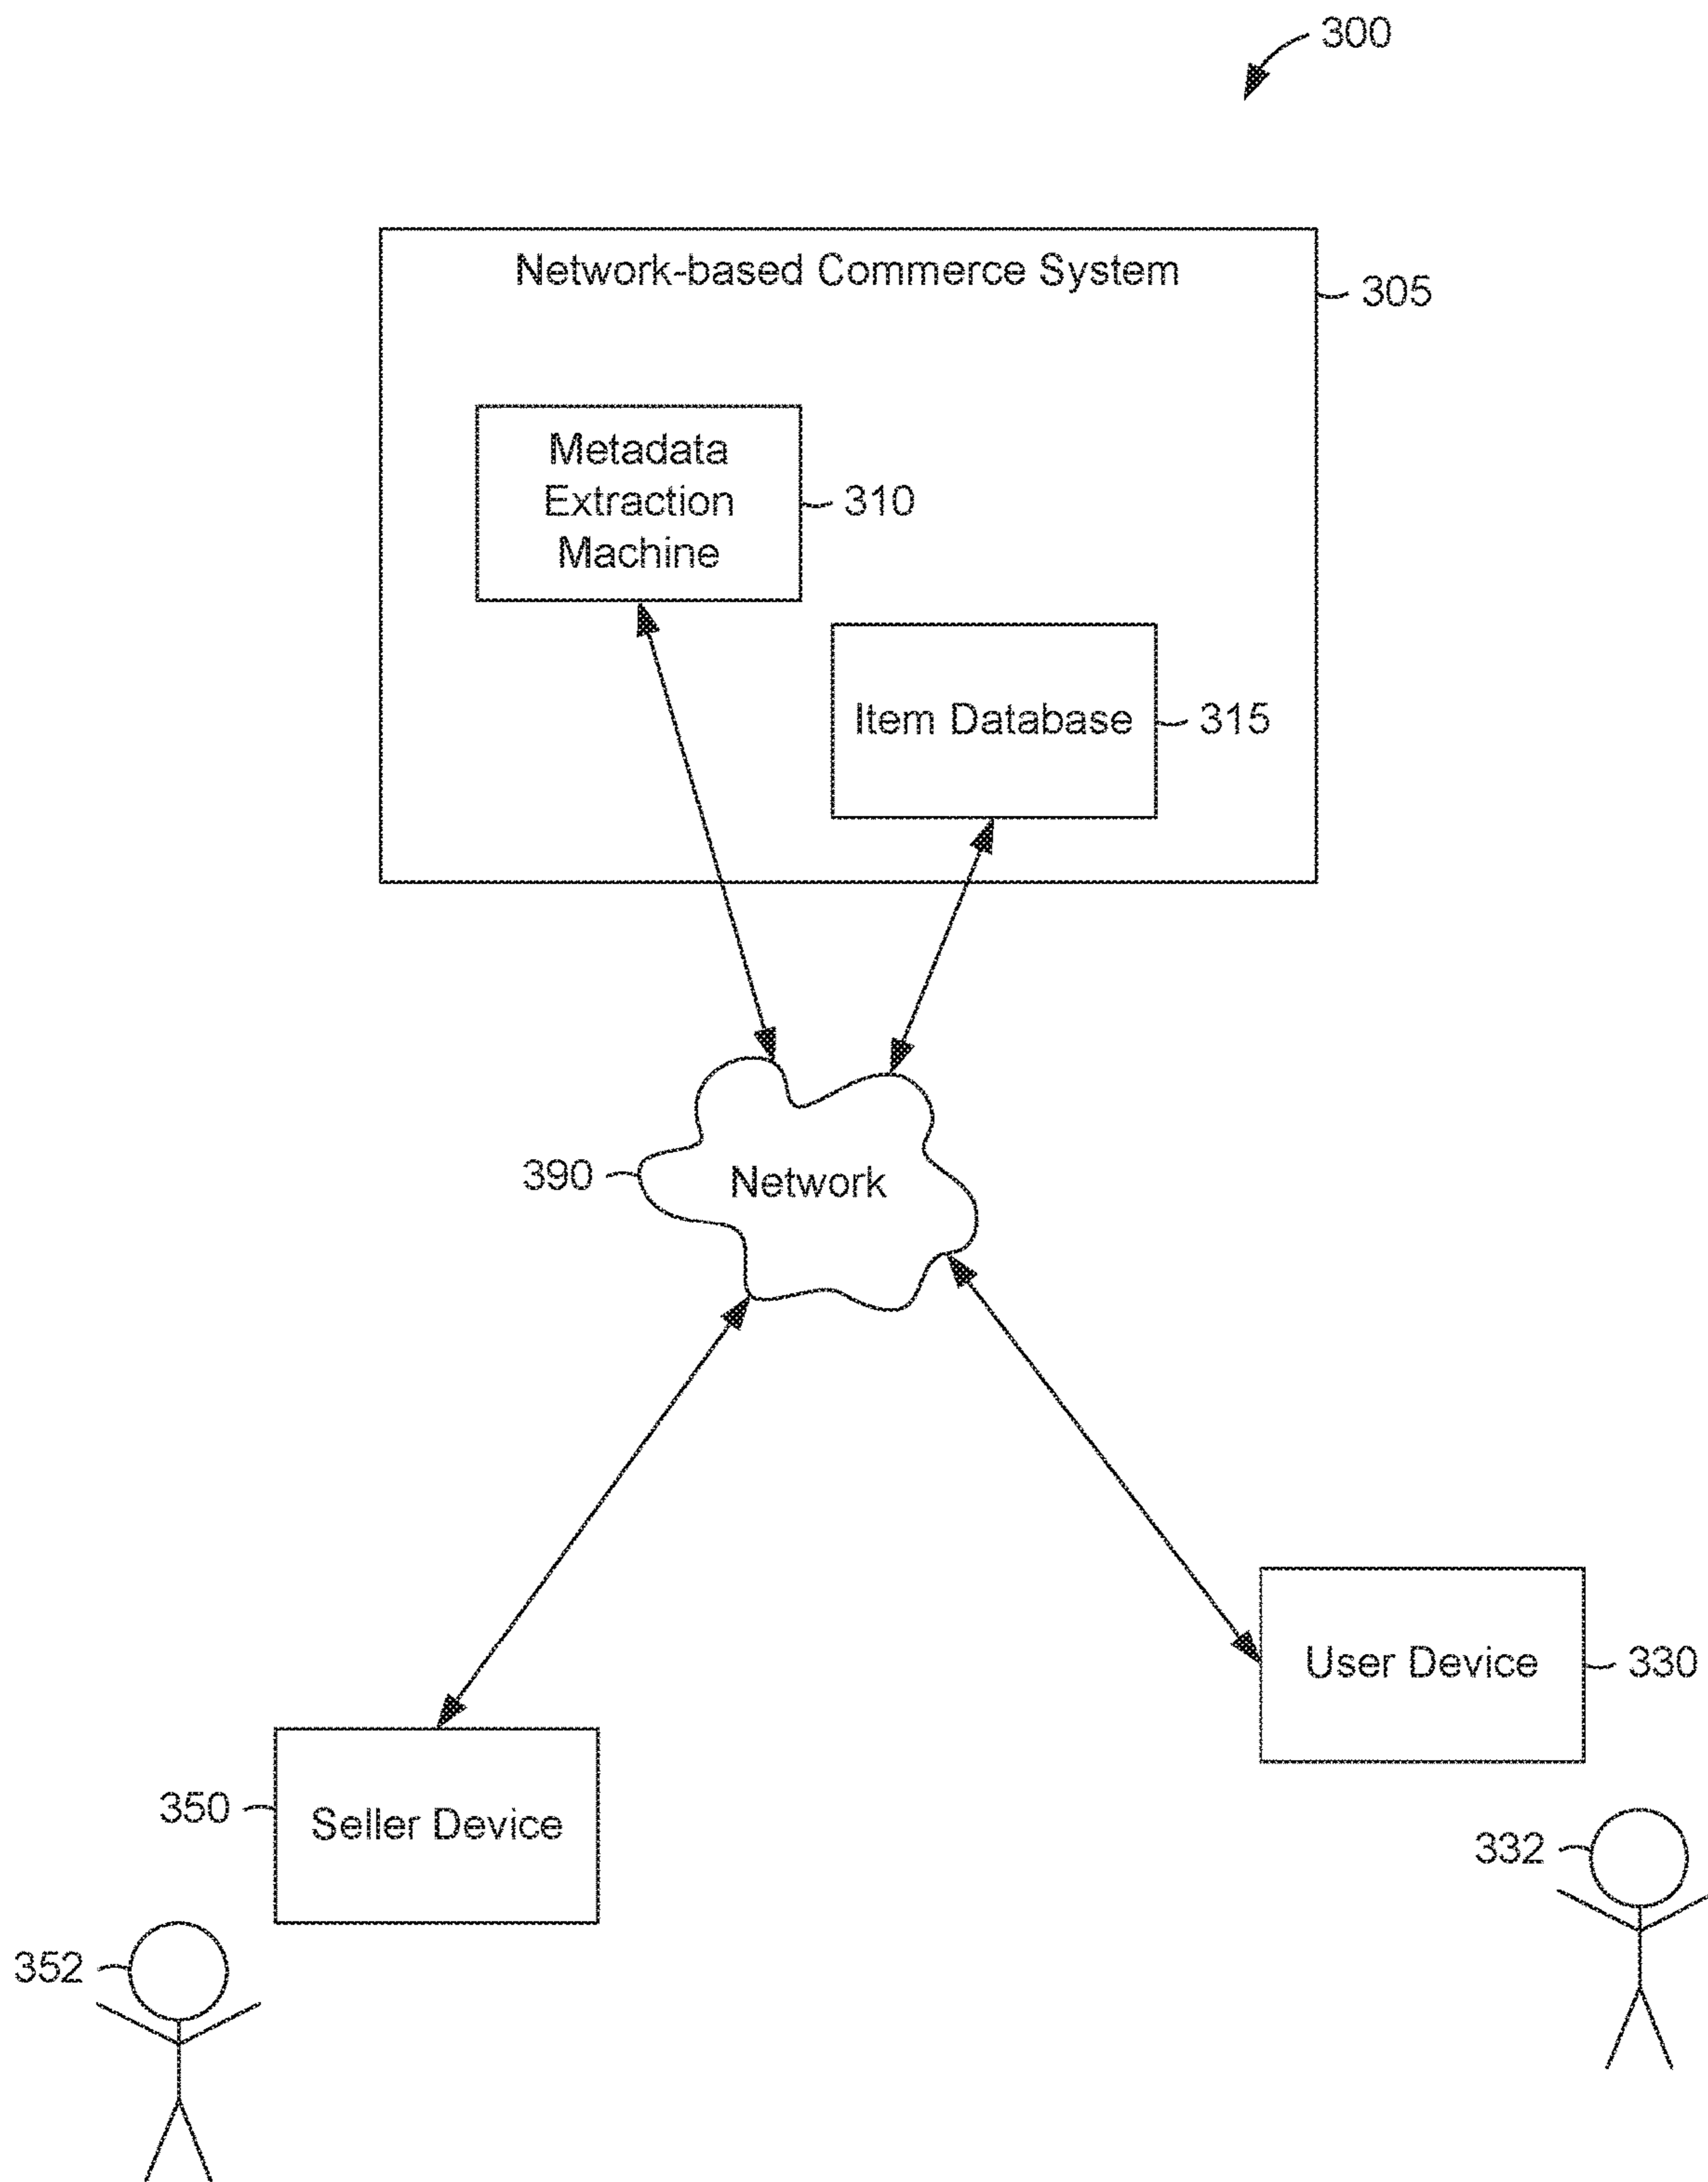 300
Network-based Commerce System
305
Metadata
Extraction
Machine
310
Item Database
315
390
Network
User Device
330
350
Seller Device
332
352